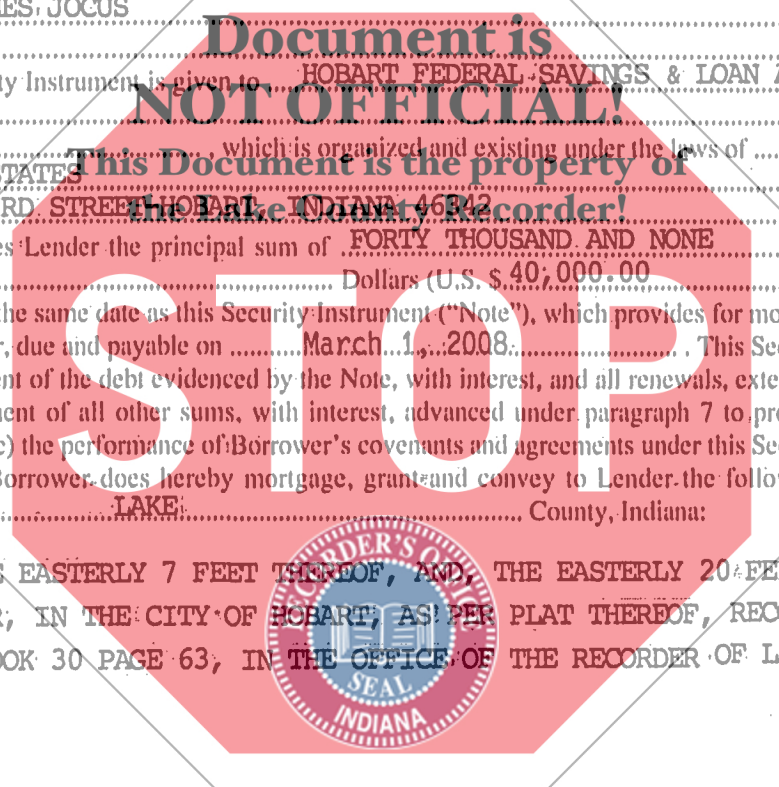 ES JOCUS
Document is
ty Instrument is given to HOBART FEDERAL SAVINGS & LOAN A
NOT OFFICIAL!
which is organized and existing under the laws of
STATES
This Document is the property of
RD STREET HOBART, INDIANA 46342
the Lake County Recorder!
es Lender the principal sum of FORTY THOUSAND AND NONE
Dollars (U.S. $ 40,000.00
he same date as this Security Instrument (“Note”), which provides for mo
, due and payable on March 1, 2008. This Sec
ent of the debt evidenced by the Note, with interest, and all renewals, exte
ment of all other sums, with interest, advanced under paragraph 7 to pro
c) the performance of Borrower's covenants and agreements under this Sec
Borrower does hereby mortgage, grant and convey to Lender the follow
LAKE County, Indiana:
STOP
E EASTERLY 7 FEET THEREOF, AND, THE EASTERLY 20 FEE
R, IN THE CITY OF HOBART, AS PER PLAT THEREOF, REC
OOK 30 PAGE 63, IN THE OFFICE OF THE RECORDER OF L
RECORDER'S OFFICE
SEAL
INDIANA